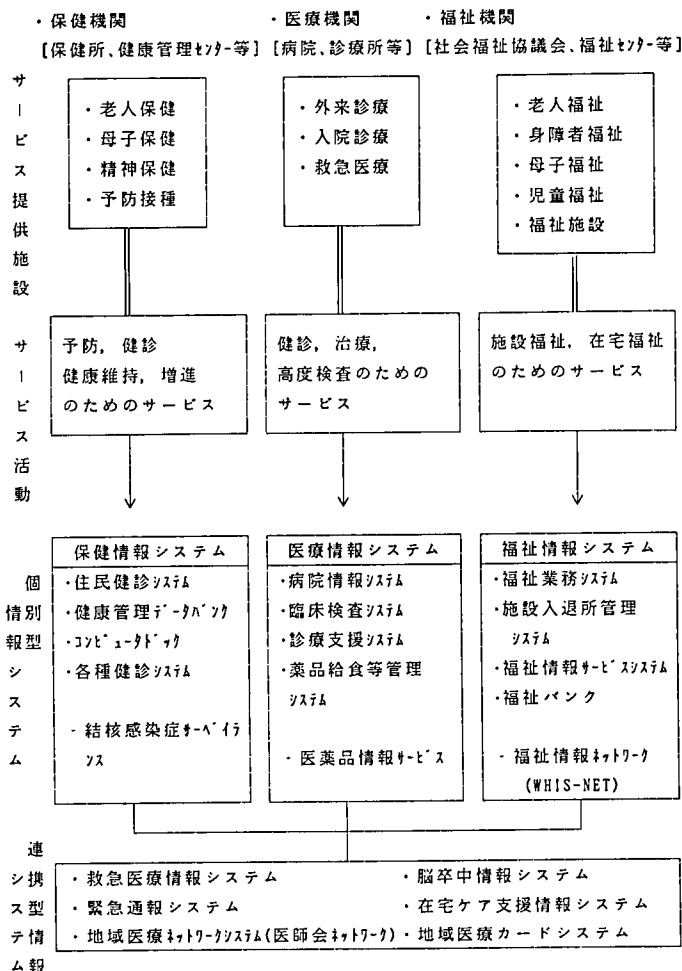 ・保健機関
・医療機関
・福祉機関
[保健所、健康管理ｾﾝﾀｰ等]
[病院、診療所等]
[社会福祉協議会、福祉ｾﾝﾀｰ等]
サービス提供施設
・老人保健
・母子保健
・精神保健
・予防接種
・外来診療
・入院診療
・救急医療
・老人福祉
・身障者福祉
・母子福祉
・児童福祉
・福祉施設
サービス活動
予防，健診
健康維持，増進
のためのサービス
健診，治療，
高度検査のための
サービス
施設福祉，在宅福祉
のためのサービス
個別型
情報システム
保健情報システム
・住民健診ｼｽﾃﾑ
・健康管理ﾃﾞｰﾀﾊﾞﾝｸ
・ｺﾝﾋﾟｭｰﾀﾄﾞｯｸ
・各種健診ｼｽﾃﾑ
・結核感染症ｻｰﾍﾞｲﾗ
ﾝｽ
医療情報システム
・病院情報ｼｽﾃﾑ
・臨床検査ｼｽﾃﾑ
・診療支援ｼｽﾃﾑ
・薬品給食等管理
ｼｽﾃﾑ
・医薬品情報ｻｰﾋﾞｽ
福祉情報システム
・福祉業務ｼｽﾃﾑ
・施設入退所管理
ｼｽﾃﾑ
・福祉情報ｻｰﾋﾞｽｼｽﾃﾑ
・福祉バンク
・福祉情報ﾈｯﾄﾜｰｸ
(WHIS-NET)
連携型情報
システム
・救急医療情報システム
・脳卒中情報システム
・緊急通報システム
・在宅ケア支援情報システム
・地域医療ﾈｯﾄﾜｰｸｼｽﾃﾑ(医師会ﾈｯﾄﾜｰｸ)
・地域医療カードシステム